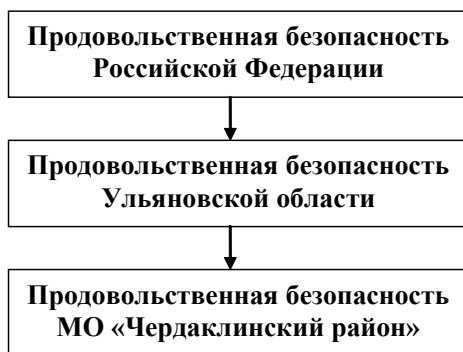 Продовольственная безопасность
Российской Федерации
Продовольственная безопасность
Ульяновской области
Продовольственная безопасность
МО «Чердаклинский район»